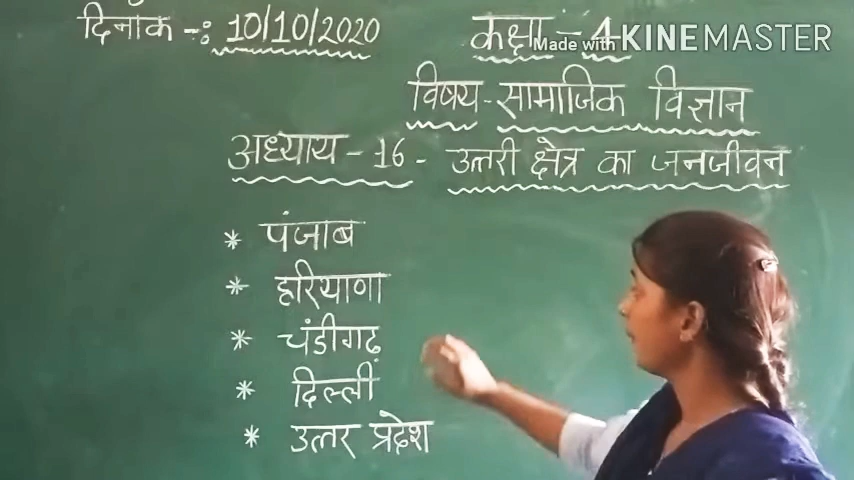 दिनांक -: 10/10/2020 कक्षा - 4
Made with KINEMASTER
विषय - सामाजिक विज्ञान
अध्याय - 16 - उत्तरी क्षेत्र का जनजीवन
* पंजाब
* हरियाणा
* चंडीगढ़
* दिल्ली
* उत्तर प्रदेश